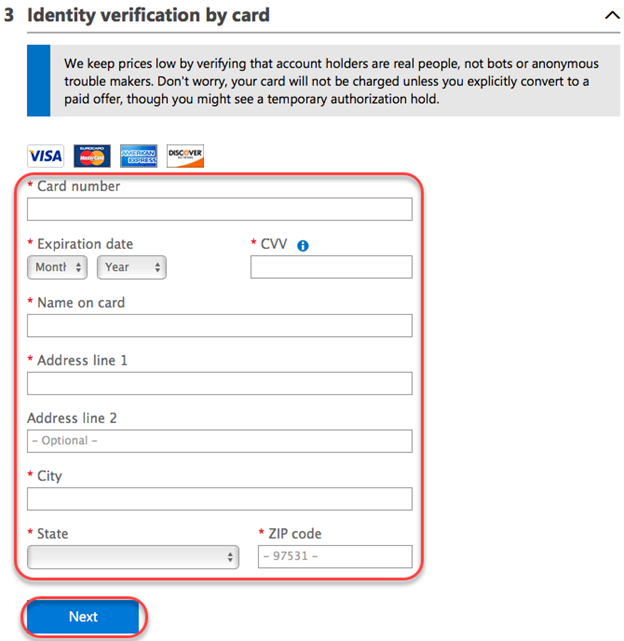 3 Identity verification by card
We keep prices low by verifying that account holders are real people, not bots or anonymous
trouble makers. Don't worry, your card will not be charged unless you explicitly convert to a
paid offer, though you might see a temporary authorization hold.
VISA EUROCARD MasterCard AMERICAN EXPRESS DISCOVER
* Card number
* Expiration date * CVV i
Month Year
* Name on card
* Address line 1
Address line 2
- Optional -
* City
* State * ZIP code
- 97531 -
Next